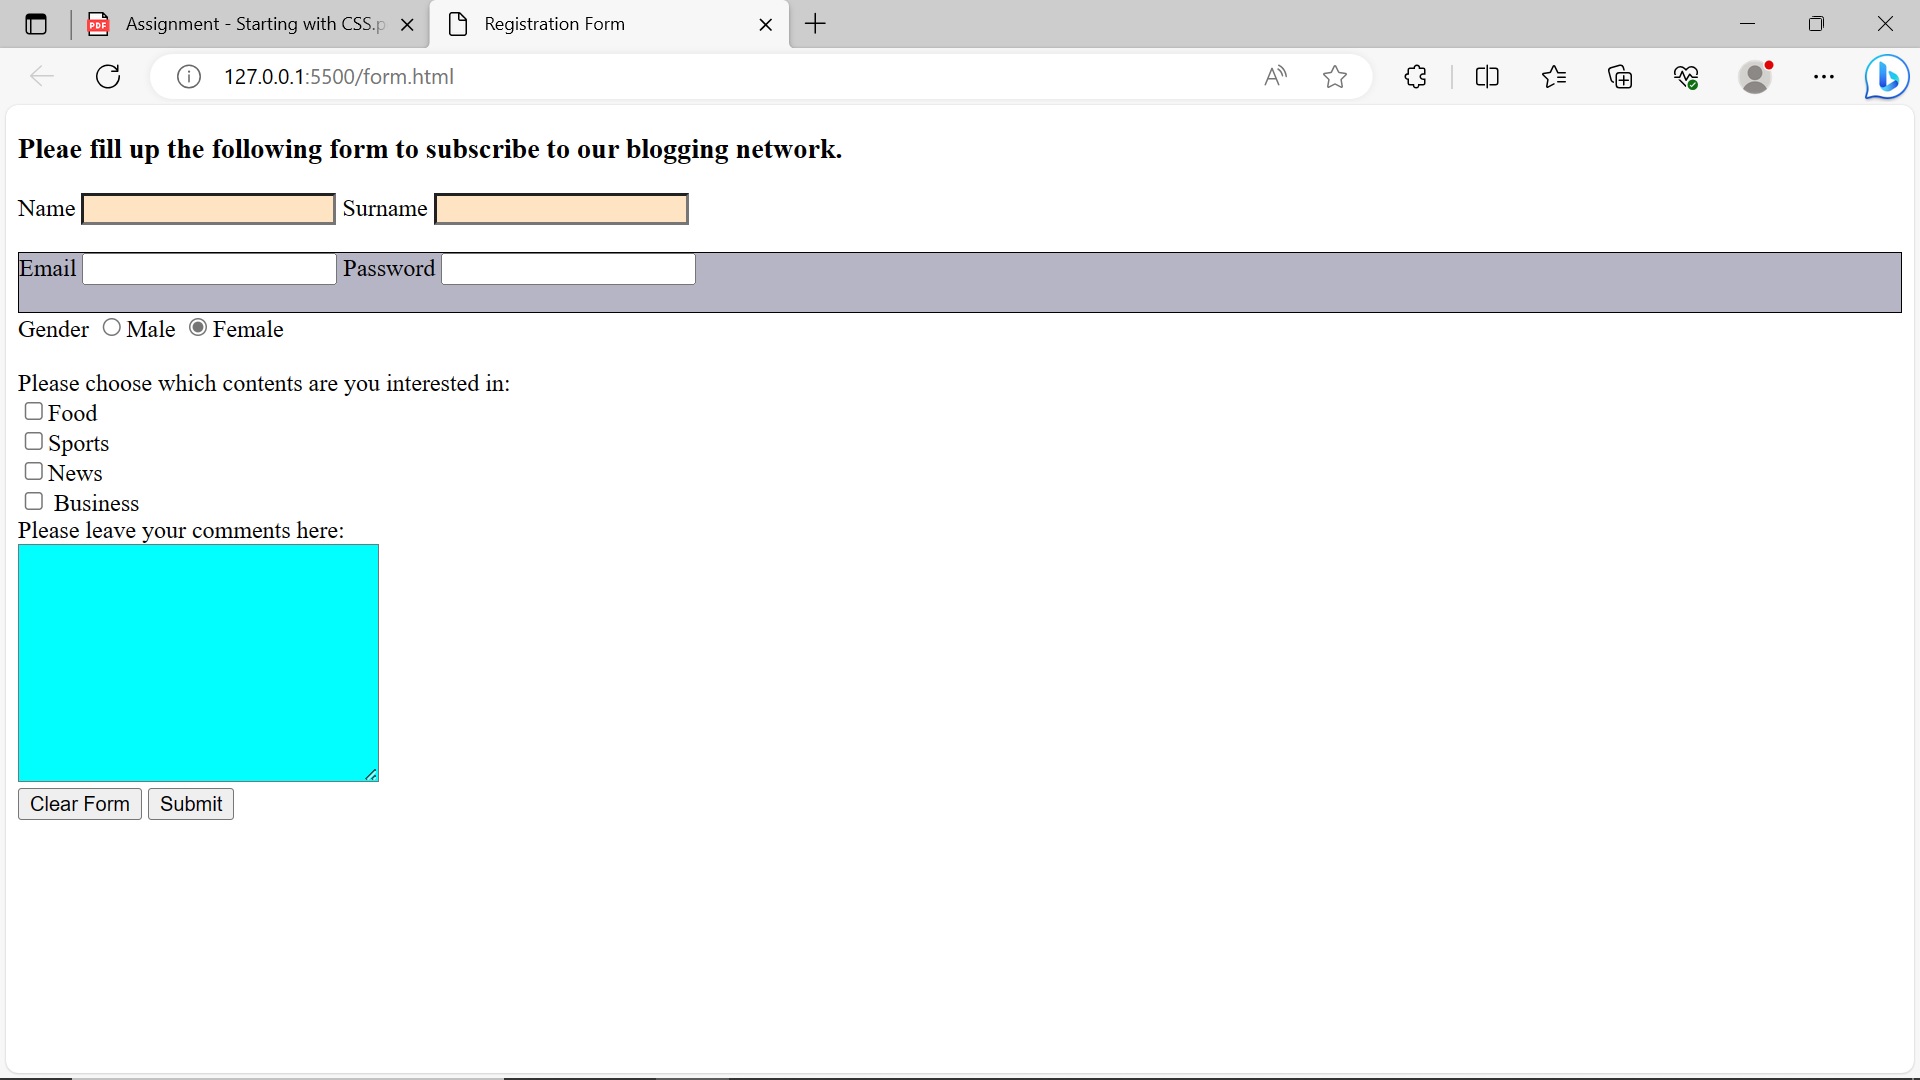 PDF Assignment - Starting with CSS.p
Registration Form
127.0.0.1:5500/form.html
Pleae fill up the following form to subscribe to our blogging network.
Name Surname
Email Password
Gender Male Female
Please choose which contents are you interested in:
Food
Sports
News
Business
Please leave your comments here:
Clear Form Submit